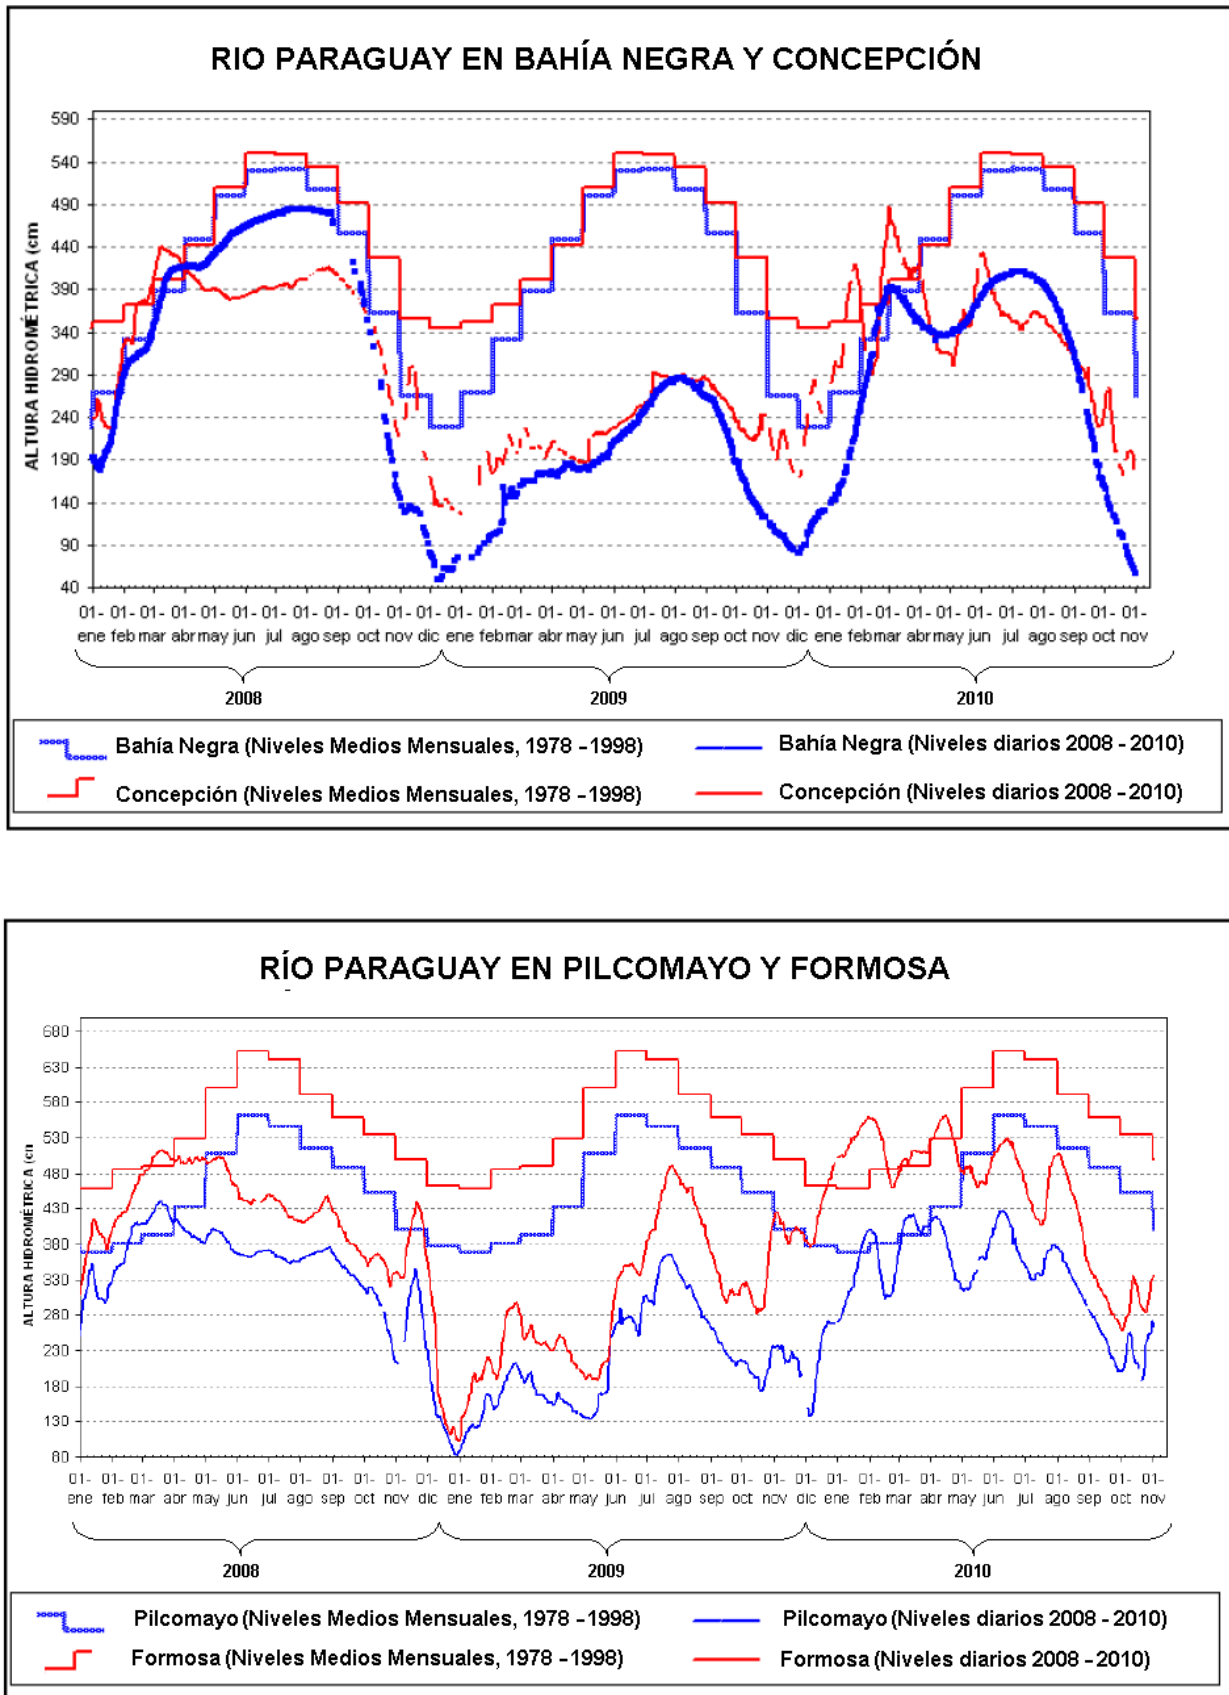 RIO PARAGUAY EN BAHÍA NEGRA Y CONCEPCIÓN
ALTURA HIDROMÉTRICA (cm
590
540
490
440
390
340
290
240
190
140
90
40
01- 01- 01- 01- 01- 01- 01- 01- 01- 01- 01- 01- 01- 01- 01- 01- 01- 01- 01- 01- 01- 01- 01- 01- 01- 01- 01- 01- 01- 01- 01- 01- 01- 01- 01-
ene feb mar abr may jun jul ago sep oct nov dic ene feb mar abr may jun jul ago sep oct nov dic ene feb mar abr may jun jul ago sep oct nov
2008 2009 2010
Bahía Negra (Niveles Medios Mensuales, 1978 -1998) Bahía Negra (Niveles diarios 2008 - 2010)
Concepción (Niveles Medios Mensuales, 1978 -1998) Concepción (Niveles diarios 2008 - 2010)
RÍO PARAGUAY EN PILCOMAYO Y FORMOSA
ALTURA HIDROMÉTRICA (cm
680
630
580
530
480
430
380
330
280
230
180
130
80
01- 01- 01- 01- 01- 01- 01- 01- 01- 01- 01- 01- 01- 01- 01- 01- 01- 01- 01- 01- 01- 01- 01- 01- 01- 01- 01- 01- 01- 01- 01- 01- 01- 01- 01-
ene feb mar abr may jun jul ago sep oct nov dic ene feb mar abr may jun jul ago sep oct nov dic ene feb mar abr may jun jul ago sep oct nov
2008 2009 2010
Pilcomayo (Niveles Medios Mensuales, 1978 -1998) Pilcomayo (Niveles diarios 2008 - 2010)
Formosa (Niveles Medios Mensuales, 1978 -1998) Formosa (Niveles diarios 2008 - 2010)